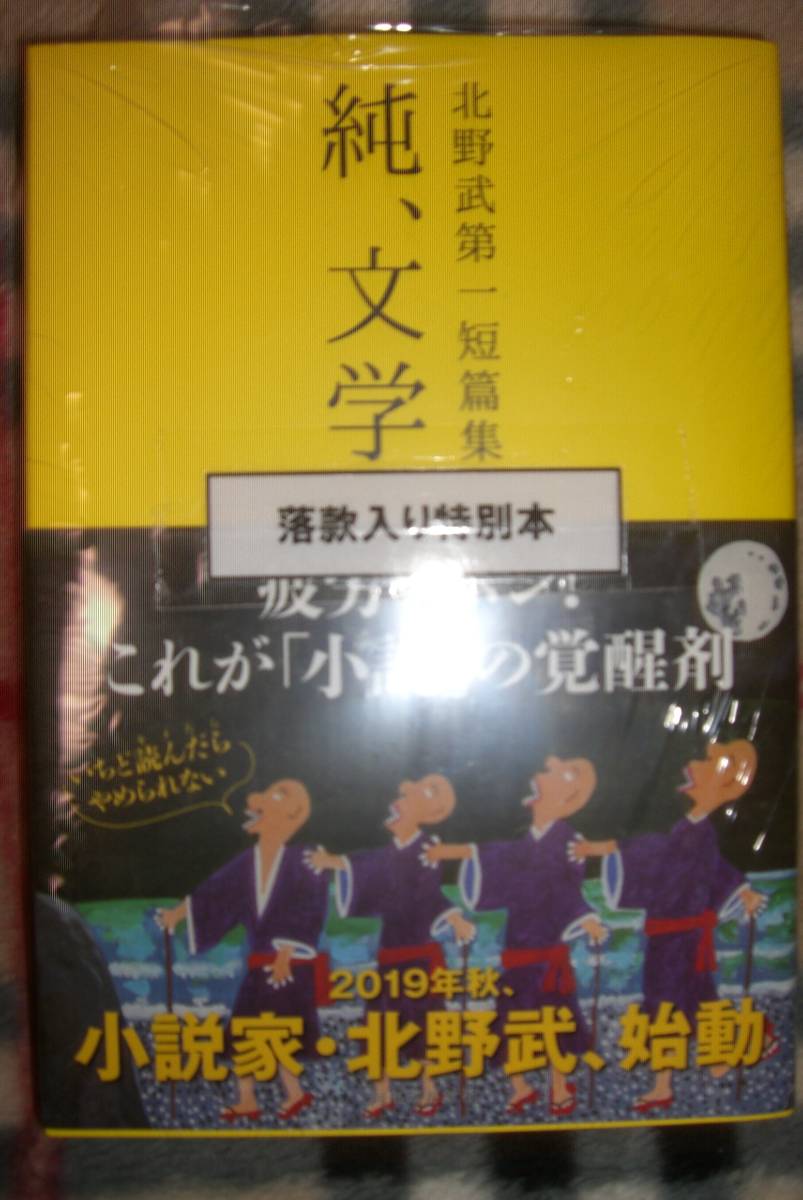 北野武第一短篇集
純、文学
落款入り特別本
これが「小説」の覚醒剤
いちど読んだら
やめられない
2019年秋、
小説家・北野武、始動